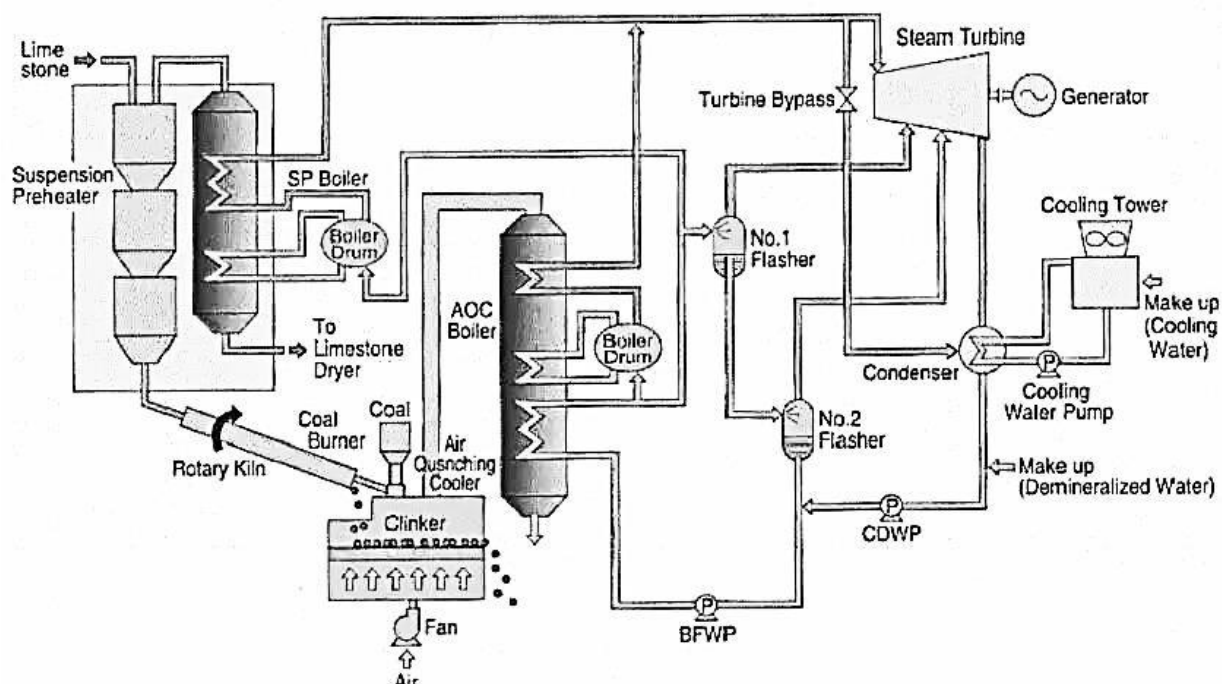 Lime
stone
Suspension
Preheater
SP Boiler
Boiler
Drum
To
Limestone
Dryer
Rotary Kiln
Coal
Burner
Coal
Air
Qusnching
Cooler
Clinker
Fan
Air
AOC
Boiler
Boiler
Drum
BFWP
Steam Turbine
Turbine Bypass
Generator
No.1
Flasher
No.2
Flasher
Cooling Tower
Make up
(Cooling
Water)
Condenser
P
Cooling
Water Pump
Make up
(Demineralized Water)
P
CDWP
P